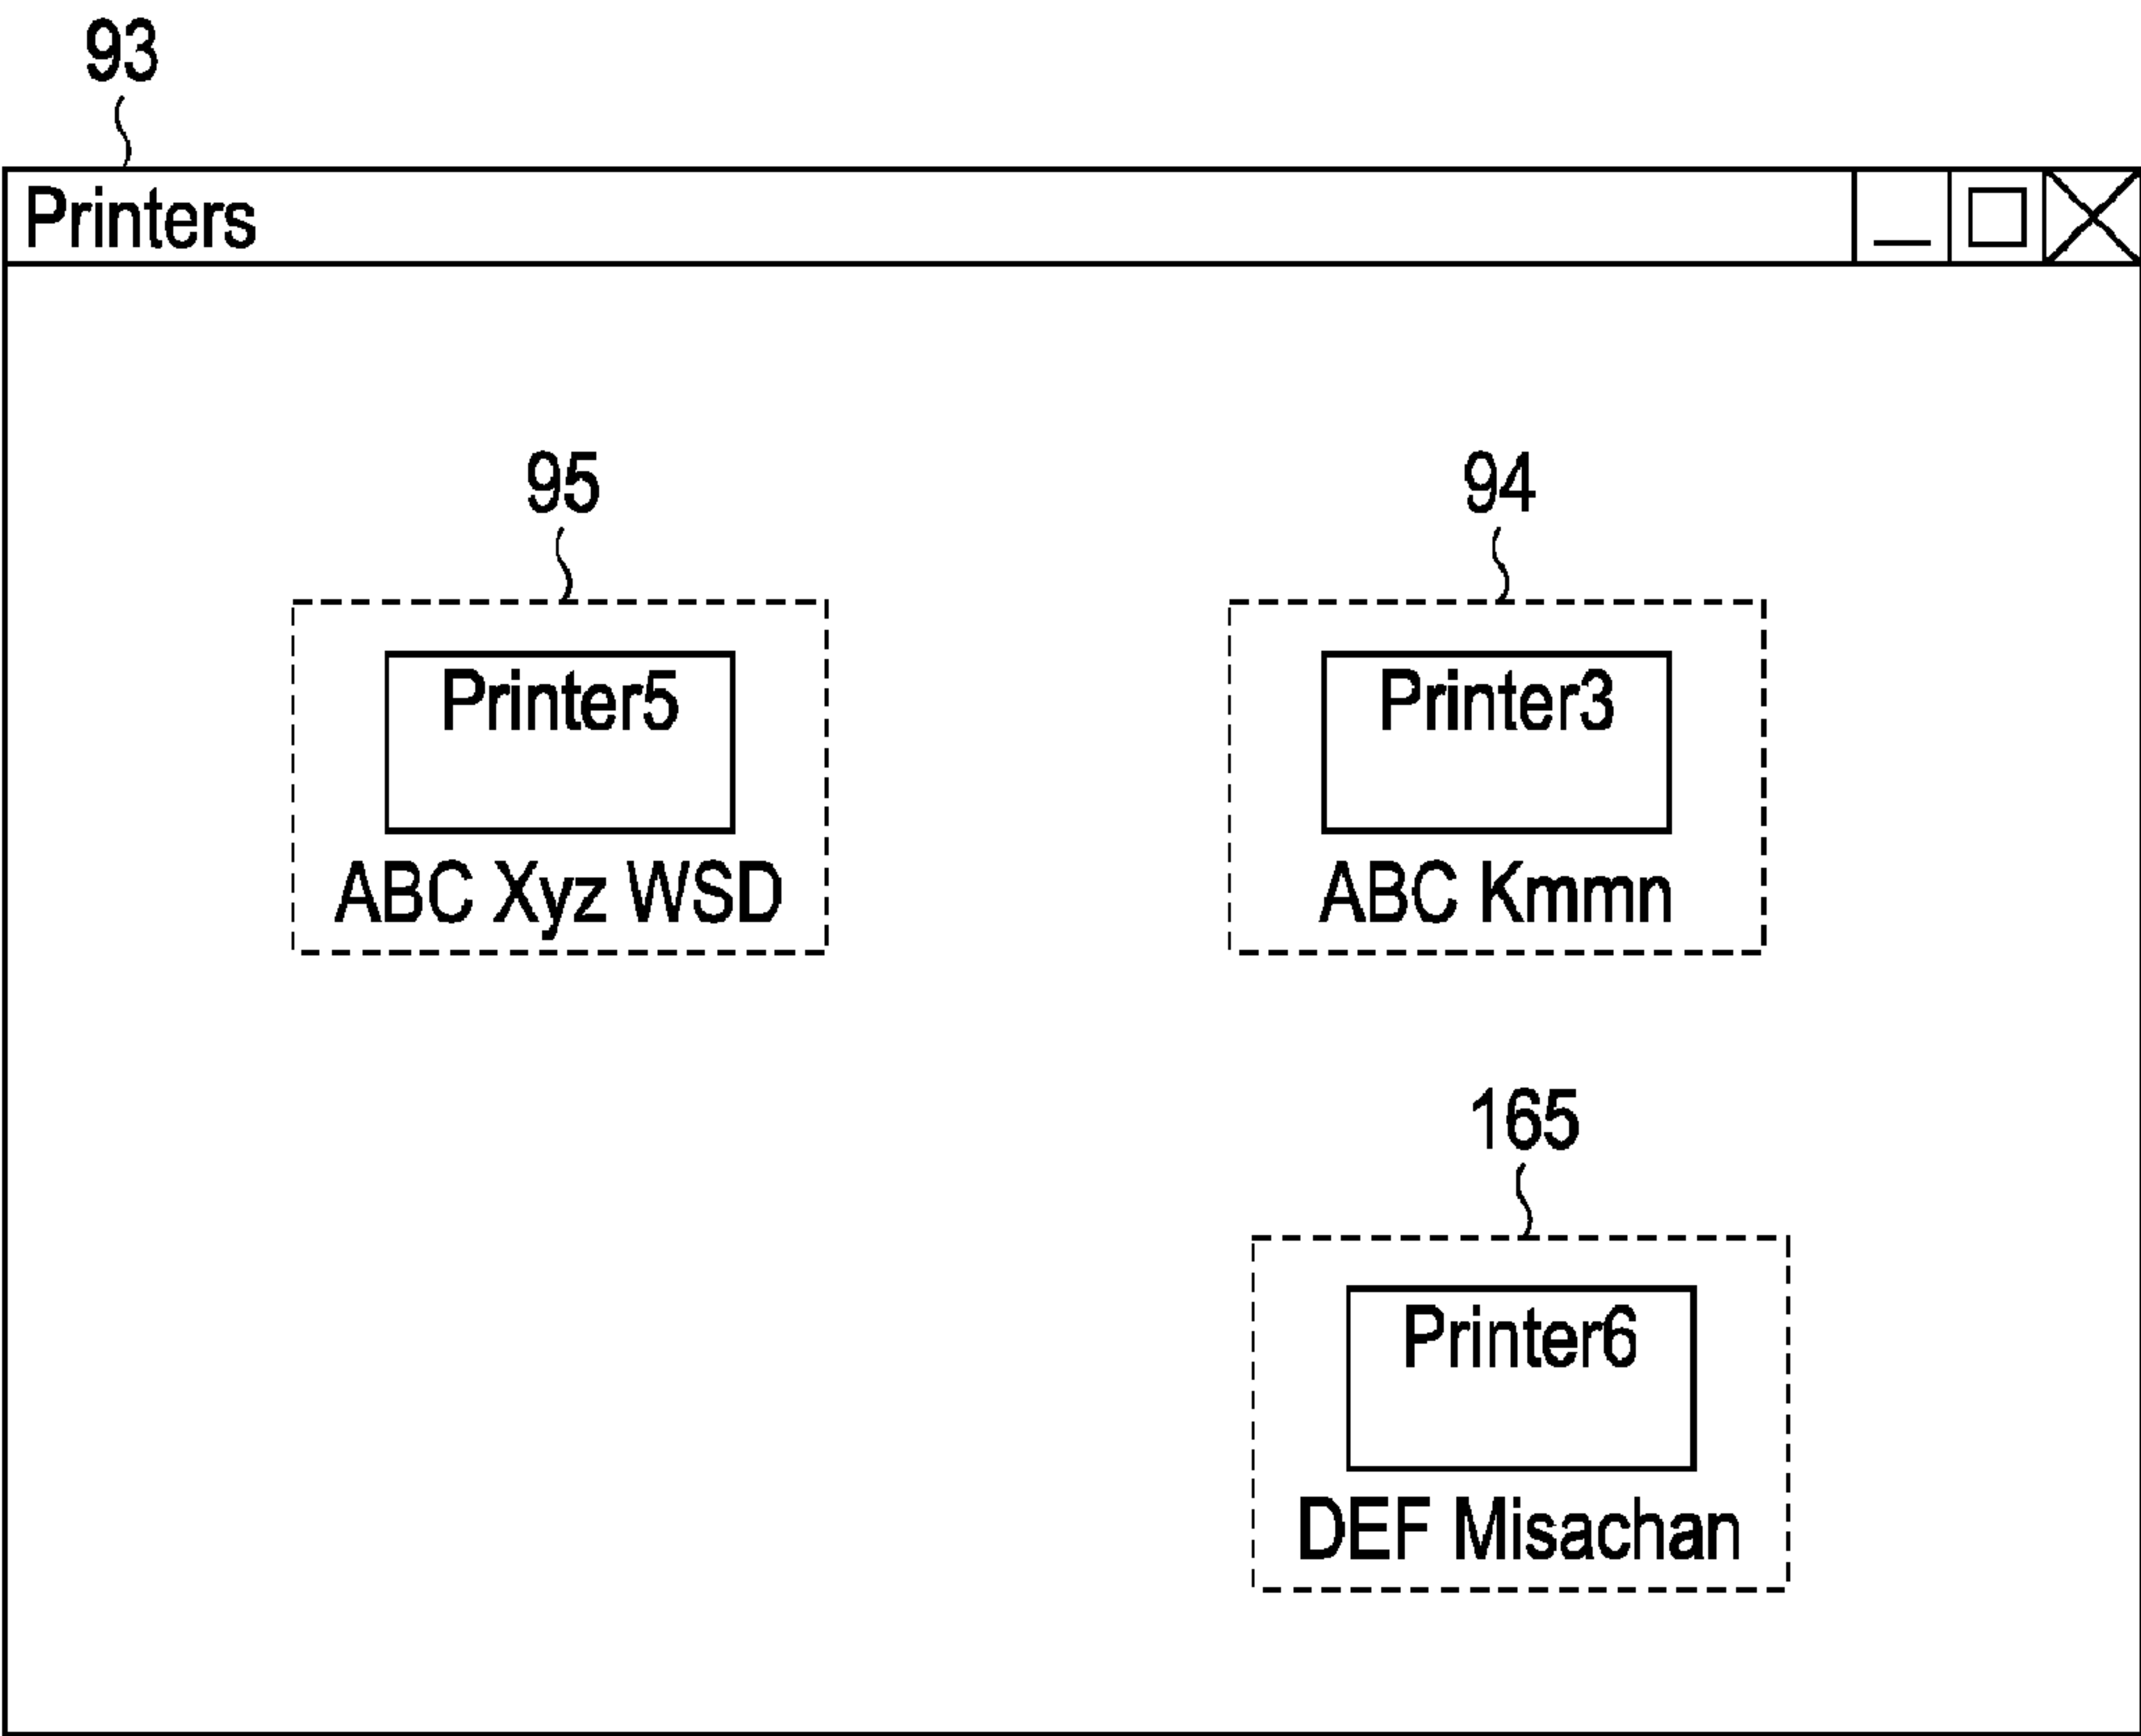 93
Printers
95
94
Printer5
Printer3
ABC Xyz WSD
ABC Kmmn
165
Printer6
DEF Misachan